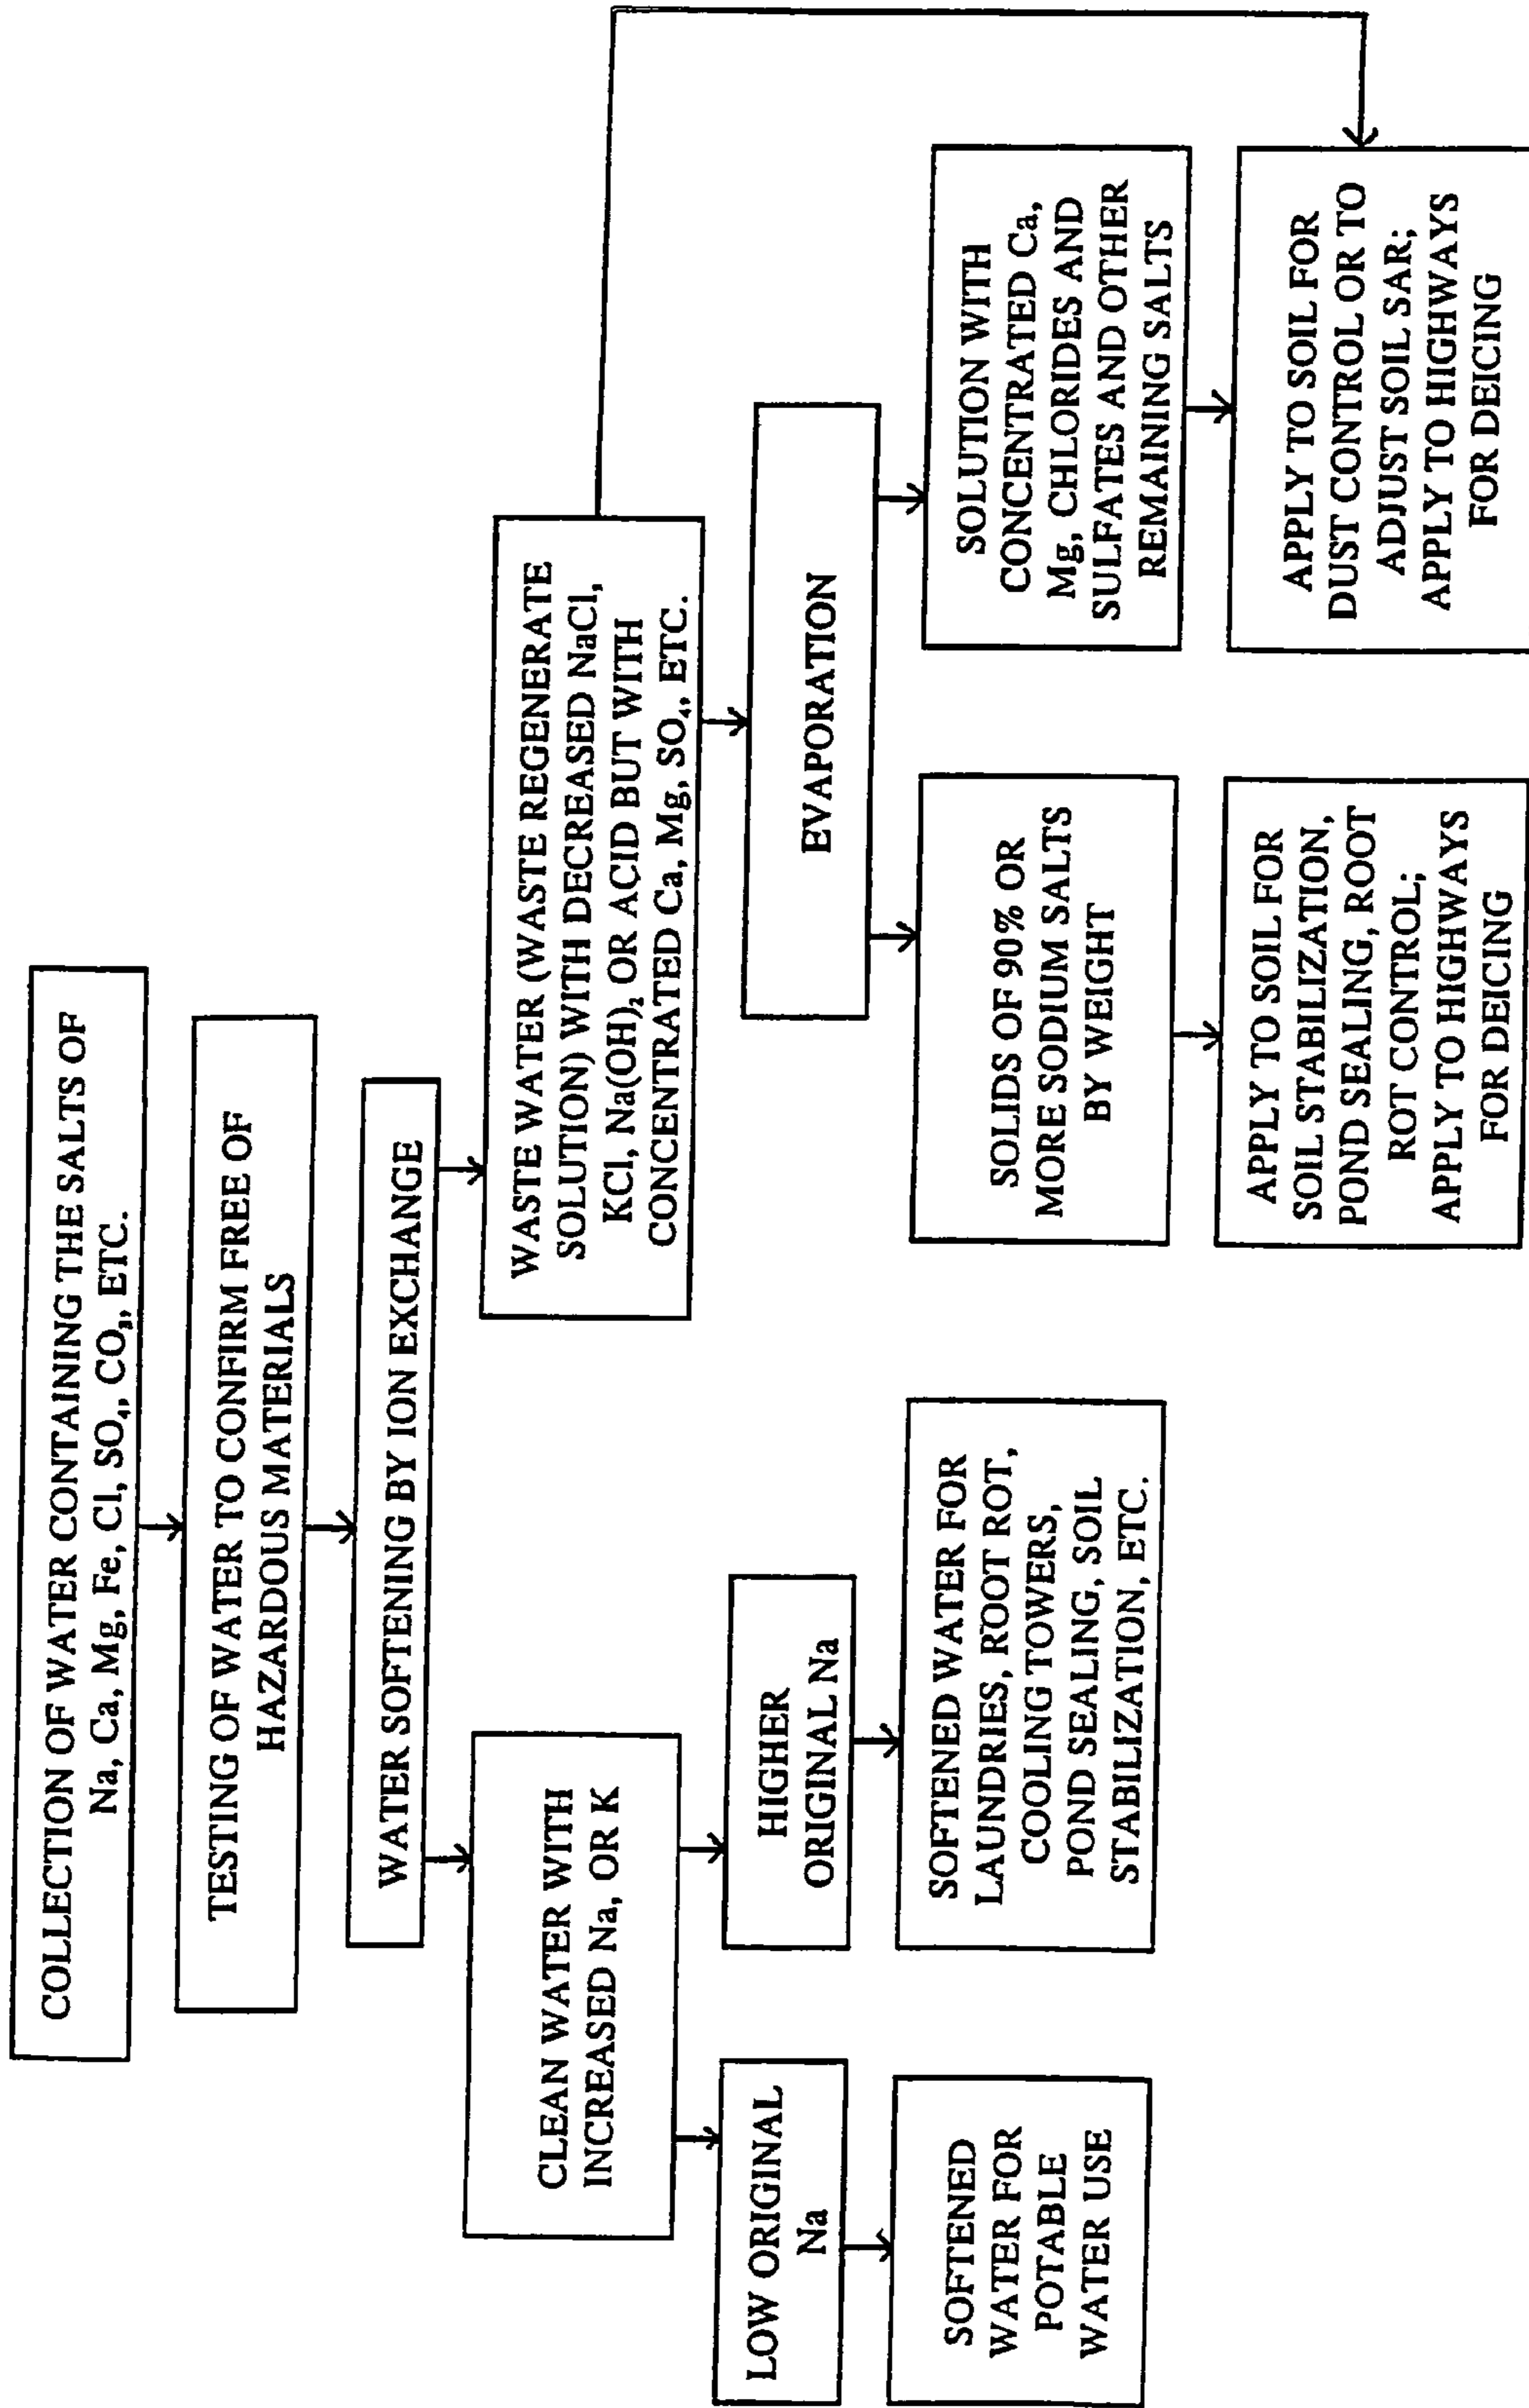 COLLECTION OF WATER CONTAINING THE SALTS OF
Na, Ca, Mg, Fe, Cl, SO₄, CO₃, ETC.
TESTING OF WATER TO CONFIRM FREE OF
HAZARDOUS MATERIALS
WATER SOFTENING BY ION EXCHANGE
CLEAN WATER WITH
INCREASED Na, OR K
LOW ORIGINAL
Na
SOFTENED
WATER FOR
POTABLE
WATER USE
HIGHER
ORIGINAL Na
SOFTENED WATER FOR
LAUNDRIES, ROOT ROT,
COOLING TOWERS,
POND SEALING, SOIL
STABILIZATION, ETC.
WASTE WATER (WASTE REGENERATE
SOLUTION) WITH DECREASED NaCl,
KCl, Na(OH)₂ OR ACID BUT WITH
CONCENTRATED Ca, Mg, SO₄, ETC.
EVAPORATION
SOLIDS OF 90% OR
MORE SODIUM SALTS
BY WEIGHT
APPLY TO SOIL FOR
SOIL STABILIZATION,
POND SEALING, ROOT
ROT CONTROL;
APPLY TO HIGHWAYS
FOR DEICING
SOLUTION WITH
CONCENTRATED Ca,
Mg, CHLORIDES AND
SULFATES AND OTHER
REMAINING SALTS
APPLY TO SOIL FOR
DUST CONTROL OR TO
ADJUST SOIL SAR;
APPLY TO HIGHWAYS
FOR DEICING